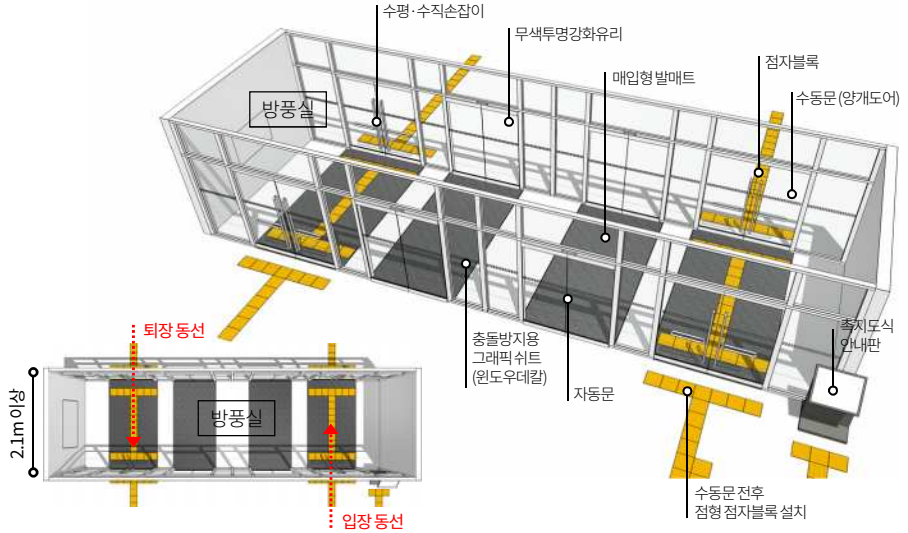 수평·수직손잡이
무색투명강화유리
점자블록
매입형 발매트
수동문 (양개도어)
방풍실
촉지도식
안내판
충돌방지용
그래픽 쉬트
(윈도우데칼)
자동문
수동문 전후
점형 점자블록 설치
퇴장 동선
2.1m 이상
방풍실
입장 동선